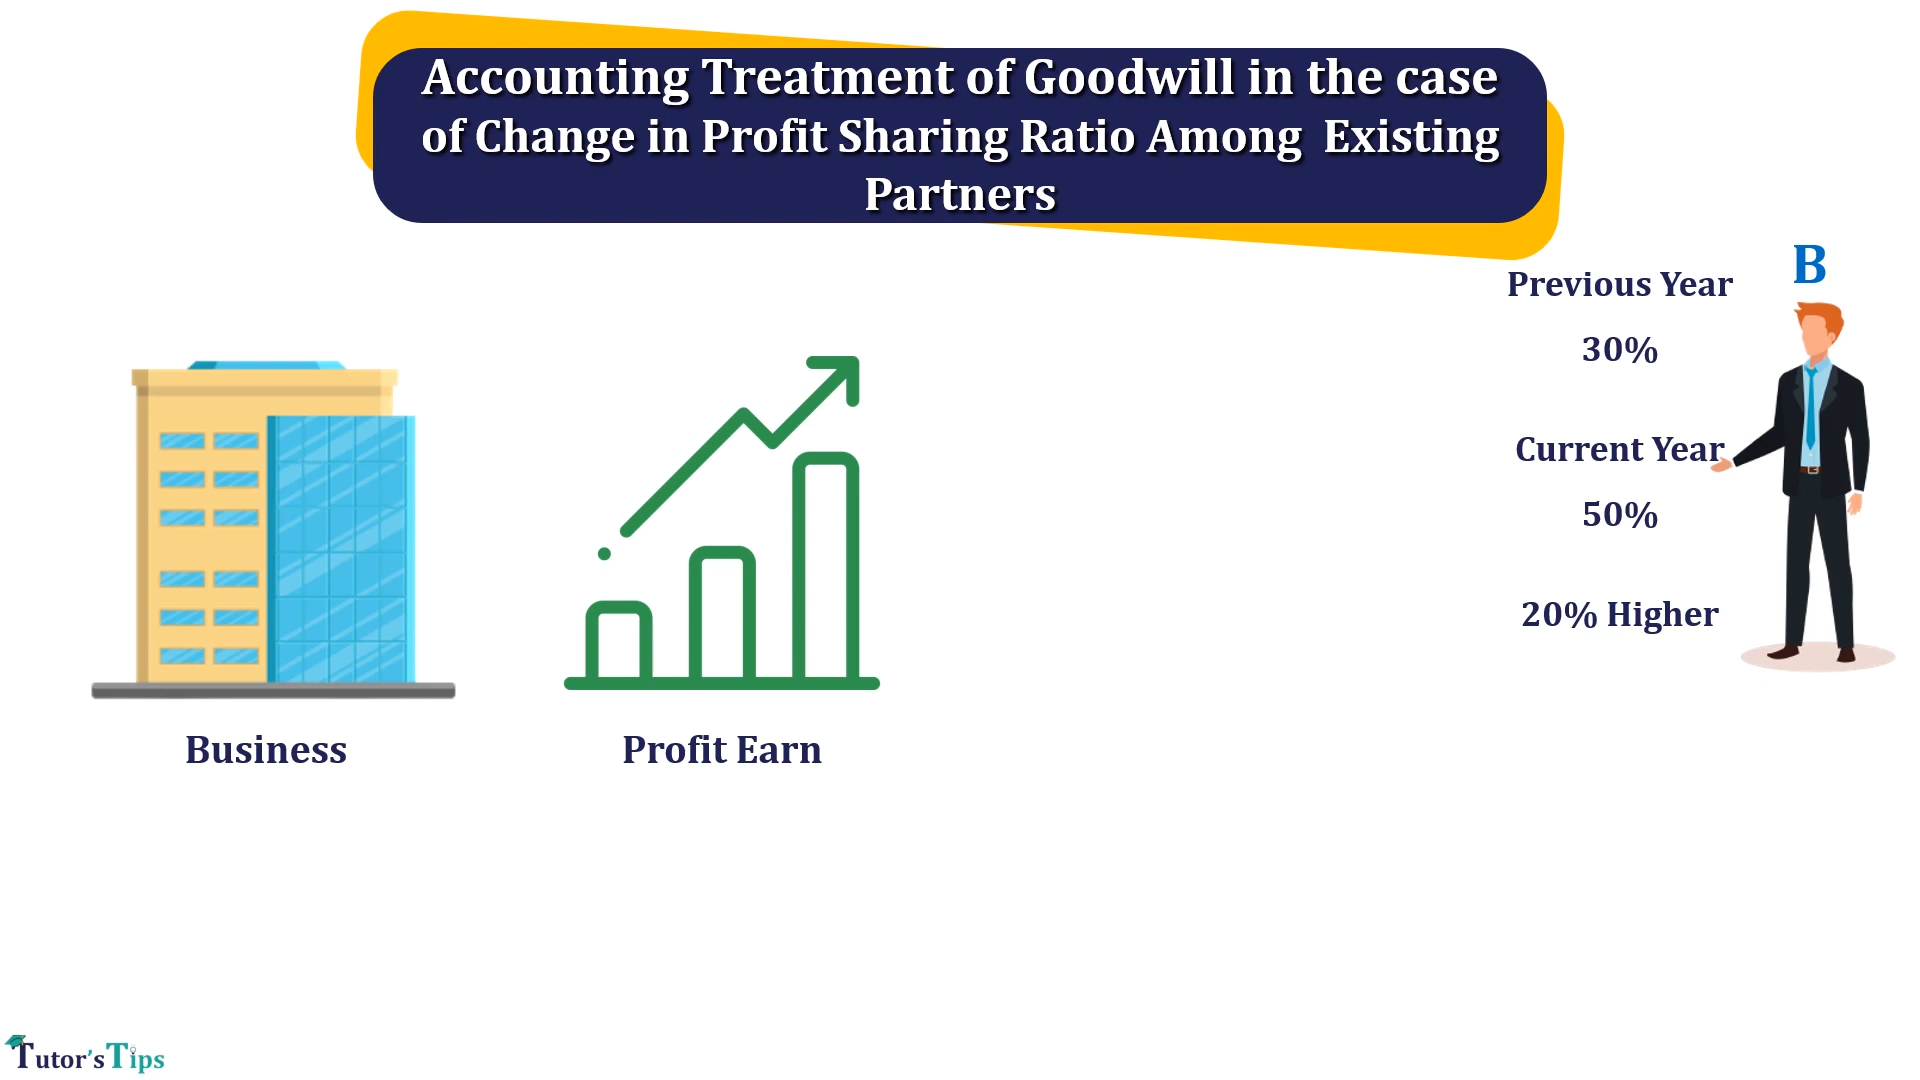 Accounting Treatment of Goodwill in the case
of Change in Profit Sharing Ratio Among  Existing
Partners
B
Previous Year
30%
Current Year
50%
20% Higher
Business
Profit Earn
Tutor'sTips